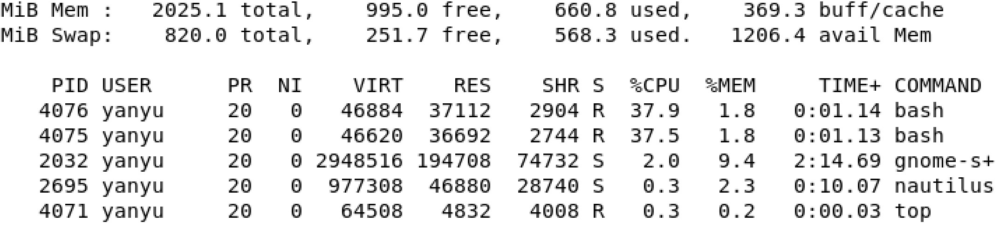 MiB Mem :   2025.1 total,    995.0 free,    660.8 used,    369.3 buff/cache
MiB Swap:    820.0 total,    251.7 free,    568.3 used.   1206.4 avail Mem
    PID USER      PR  NI    VIRT    RES    SHR S  %CPU  %MEM     TIME+ COMMAND
   4076 yanyu     20   0   46884  37112   2904 R  37.9   1.8   0:01.14 bash
   4075 yanyu     20   0   46620  36692   2744 R  37.5   1.8   0:01.13 bash
   2032 yanyu     20   0 2948516 194708  74732 S   2.0   9.4   2:14.69 gnome-s+
   2695 yanyu     20   0  977308  46880  28740 S   0.3   2.3   0:10.07 nautilus
   4071 yanyu     20   0   64508   4832   4008 R   0.3   0.2   0:00.03 top